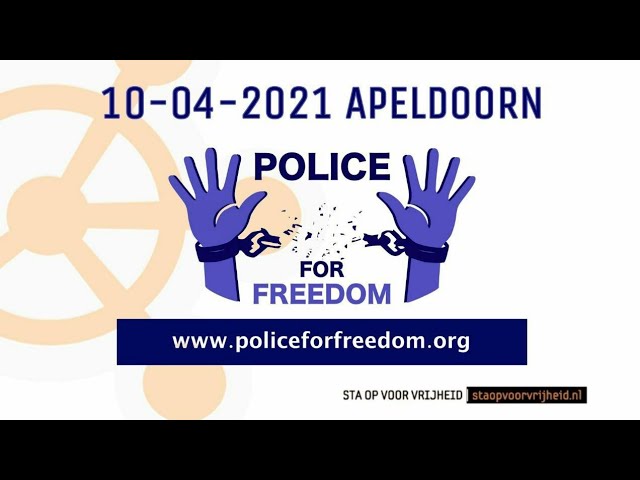 10-04-2021 APELDOORN
POLICE
FOR
FREEDOM
www.policeforfreedom.org
STA OP VOOR VRIJHEID | staopvoorvrijheid.nl